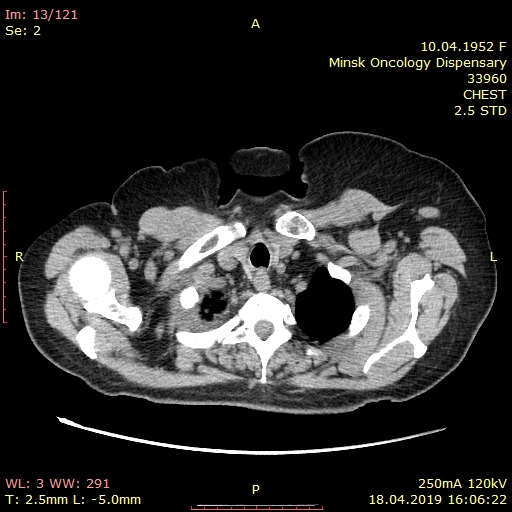 Im: 13/121
Se: 2
A
10.04.1952 F
Minsk Oncology Dispensary
33960
CHEST
2.5 STD
R
L
WL: 3 WW: 291
T: 2.5mm L: -5.0mm
P
250mA 120kV
18.04.2019 16:06:22